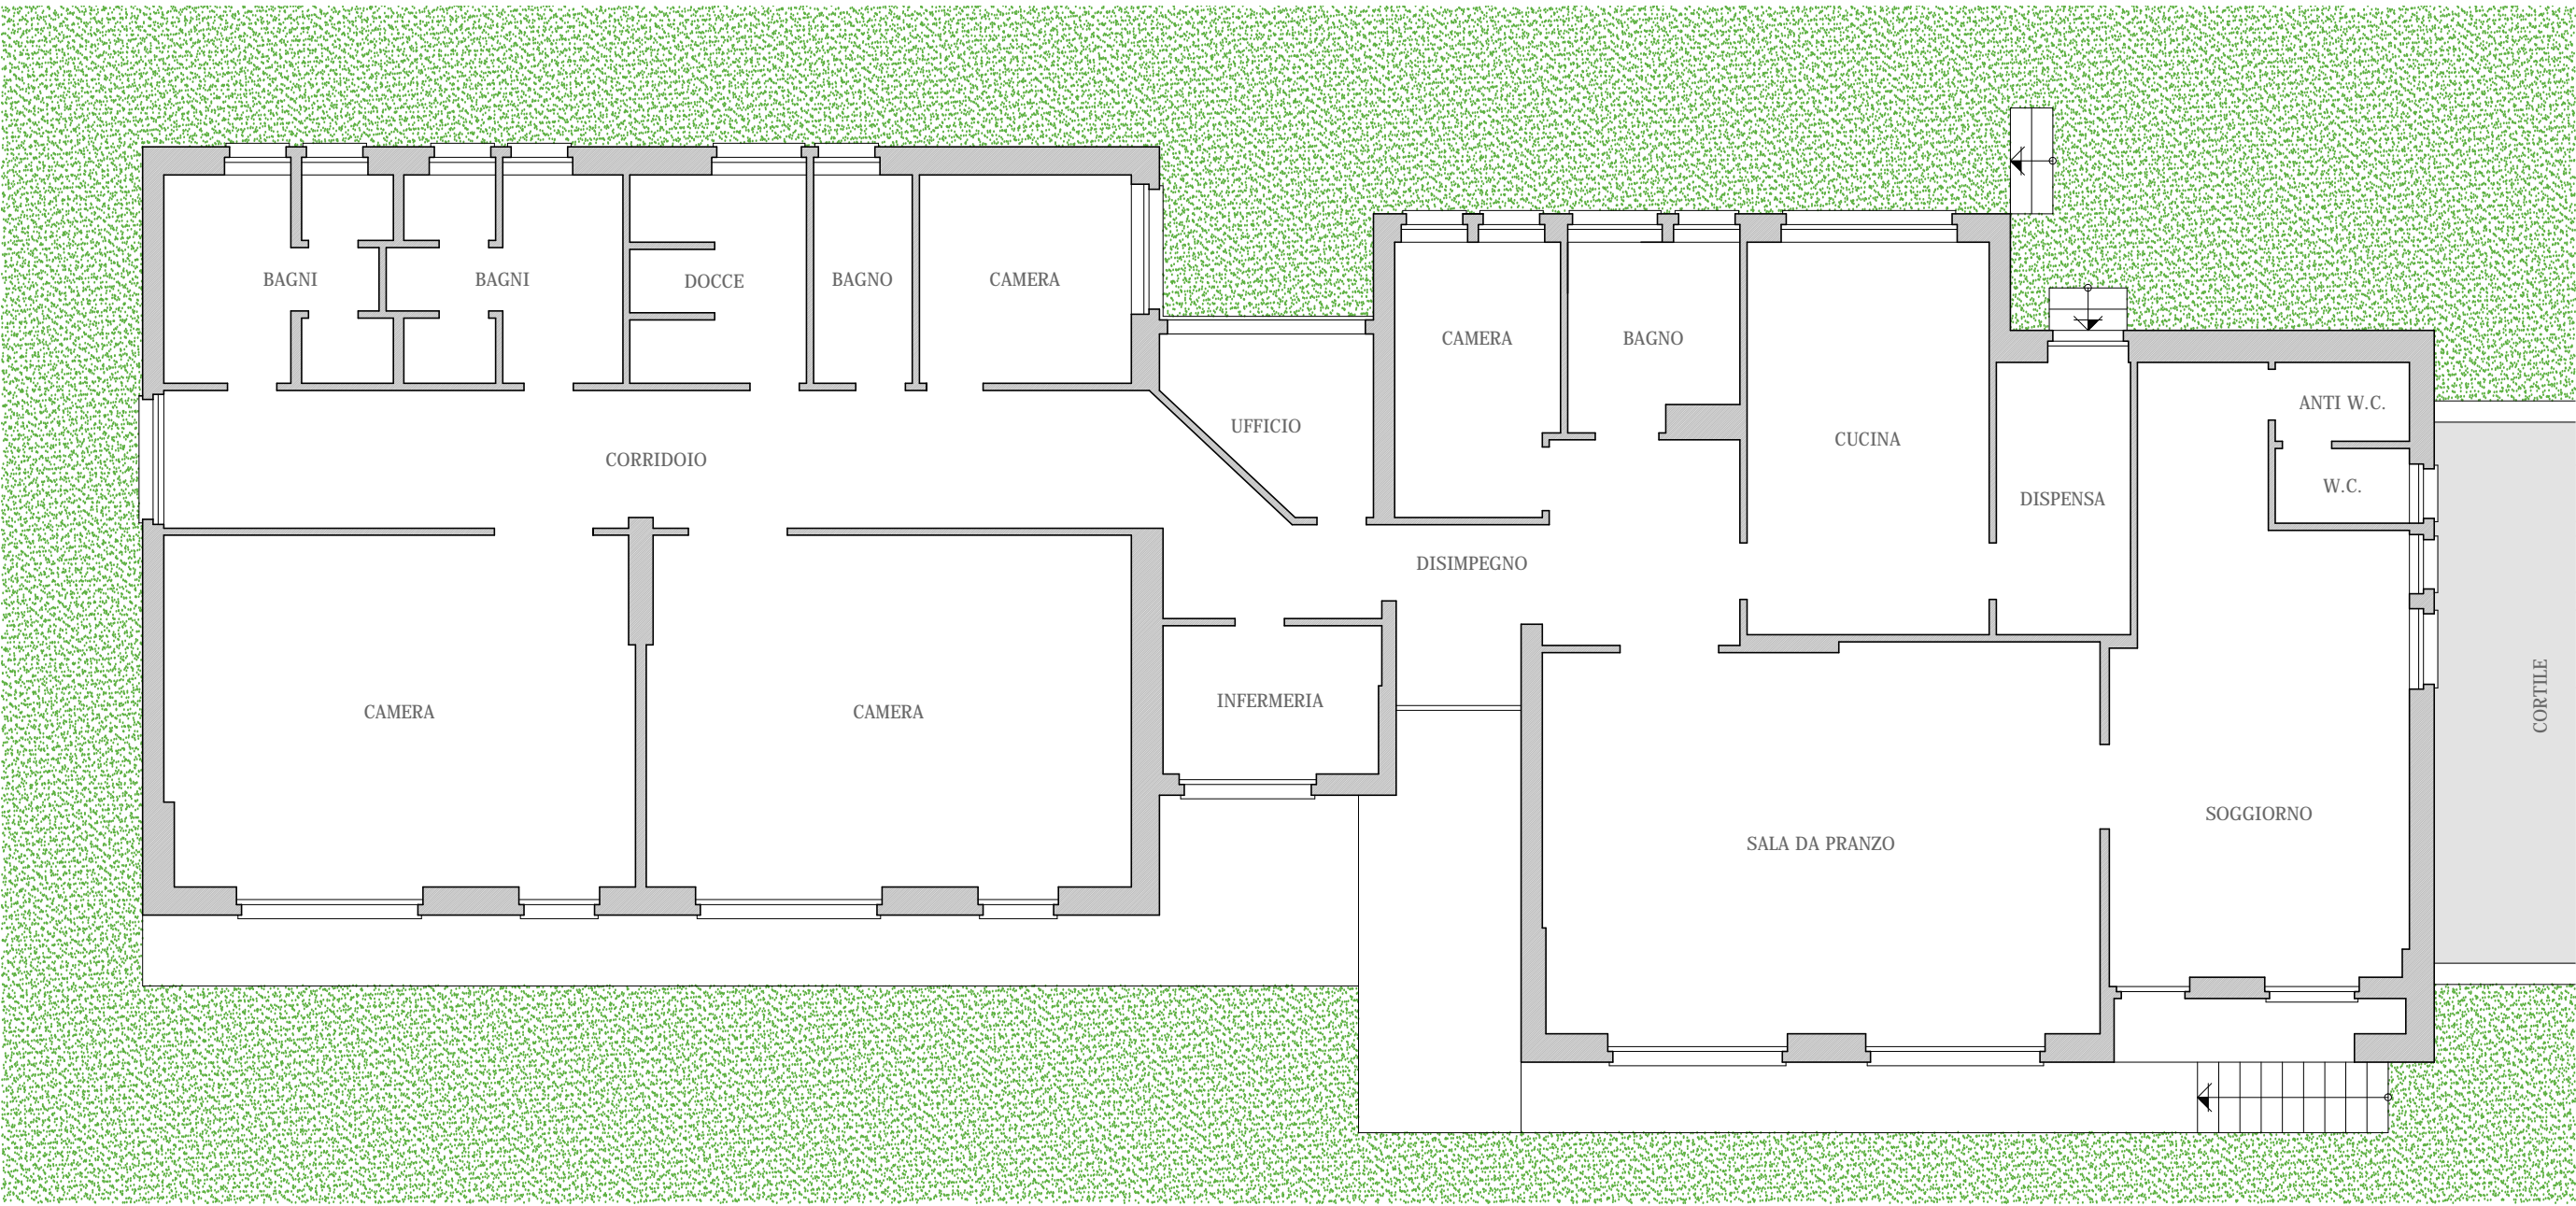 BAGNI
BAGNI
DOCCE
BAGNO
CAMERA
CAMERA
BAGNO
UFFICIO
CUCINA
ANTI W.C.
CORRIDOIO
W.C.
DISPENSA
DISIMPEGNO
CAMERA
CAMERA
INFERMERIA
CORTILE
SOGGIORNO
SALA DA PRANZO